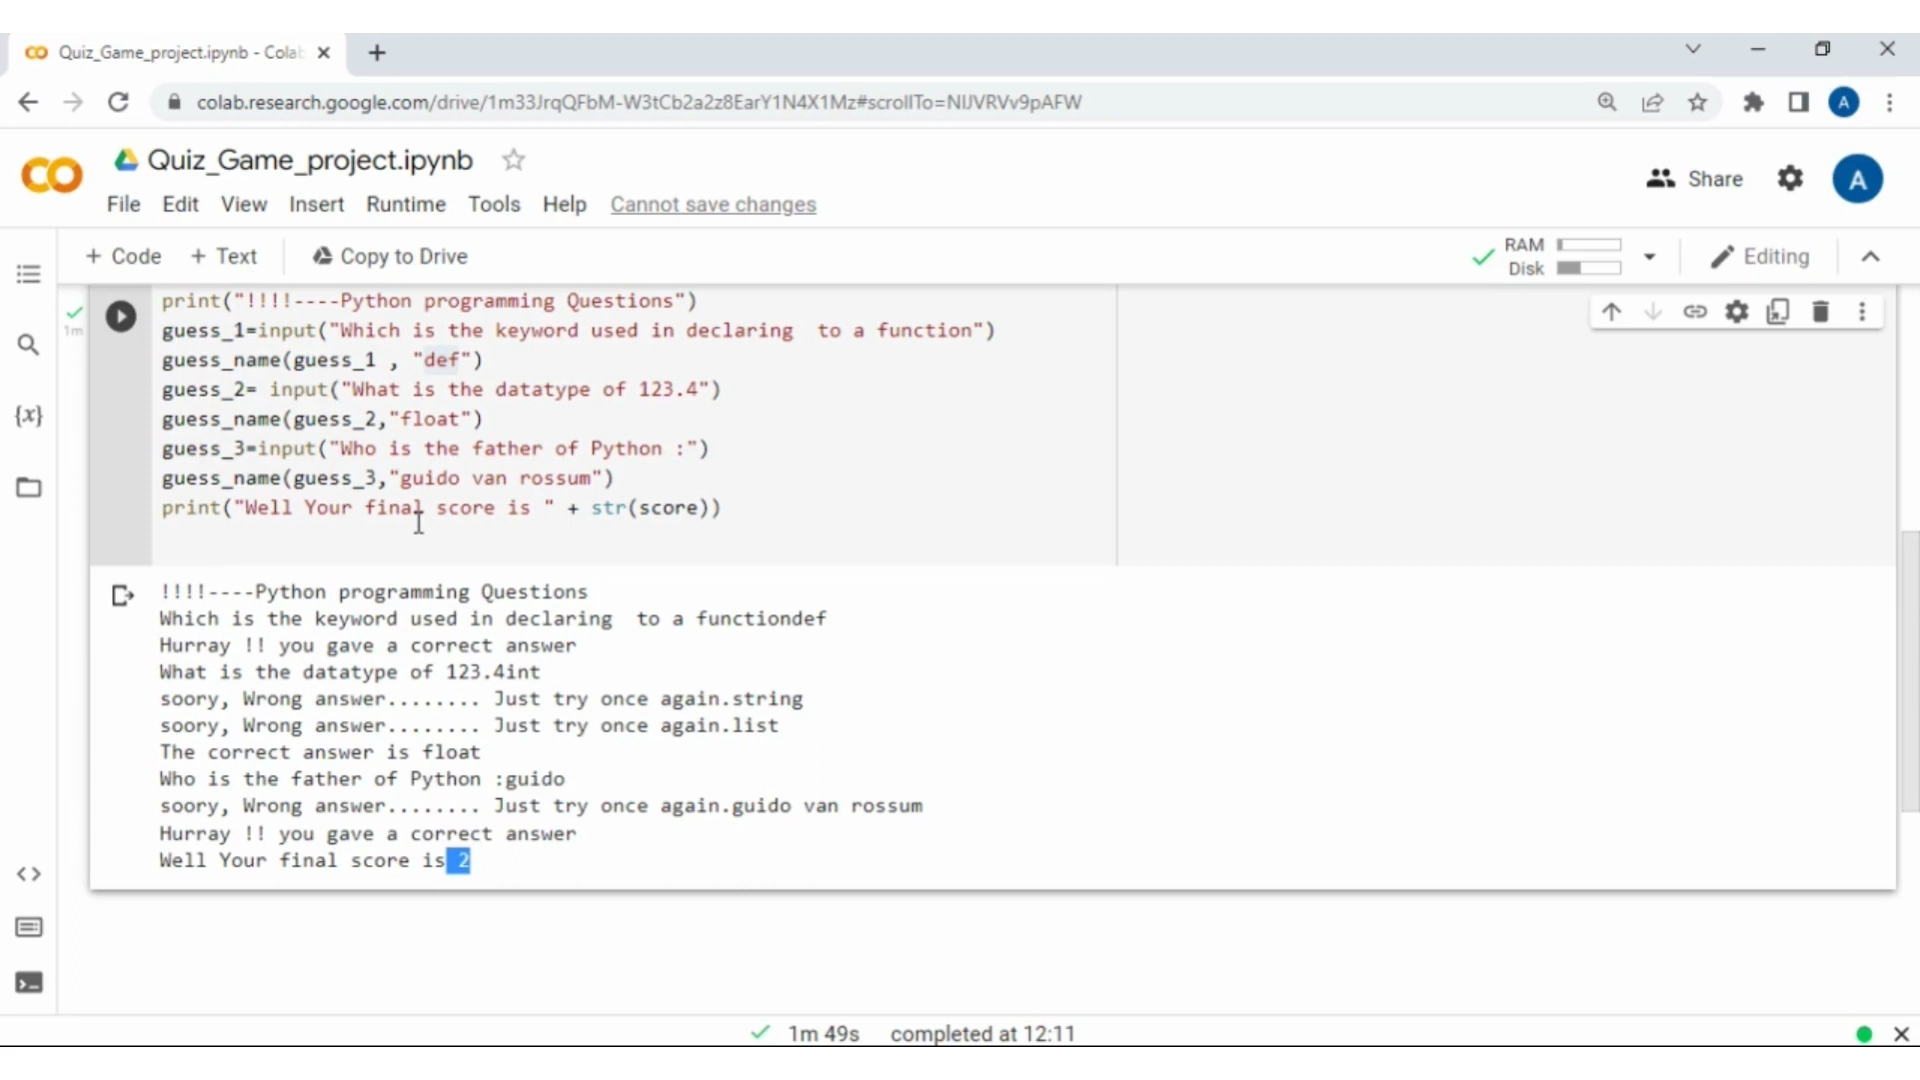 Quiz_Game_project.ipynb - Colab
colab.research.google.com/drive/1m33JrqQFbM-W3tCb2a2z8EarY1N4X1Mz#scrollTo=NIJVRVv9pAFW
A
Quiz_Game_project.ipynb
File Edit View Insert Runtime Tools Help Cannot save changes
Share
A
+ Code + Text Copy to Drive
RAM
Disk
Editing
1m
print("!!!!----Python programming Questions")
guess_1=input("Which is the keyword used in declaring  to a function")
guess_name(guess_1 , "def")
guess_2= input("What is the datatype of 123.4")
guess_name(guess_2,"float")
guess_3=input("Who is the father of Python :")
guess_name(guess_3,"guido van rossum")
print("Well Your final score is " + str(score))
{x}
!!!!----Python programming Questions
Which is the keyword used in declaring  to a functiondef
Hurray !! you gave a correct answer
What is the datatype of 123.4int
soory, Wrong answer........ Just try once again.string
soory, Wrong answer........ Just try once again.list
The correct answer is float
Who is the father of Python :guido
soory, Wrong answer........ Just try once again.guido van rossum
Hurray !! you gave a correct answer
Well Your final score is 2
1m 49s completed at 12:11